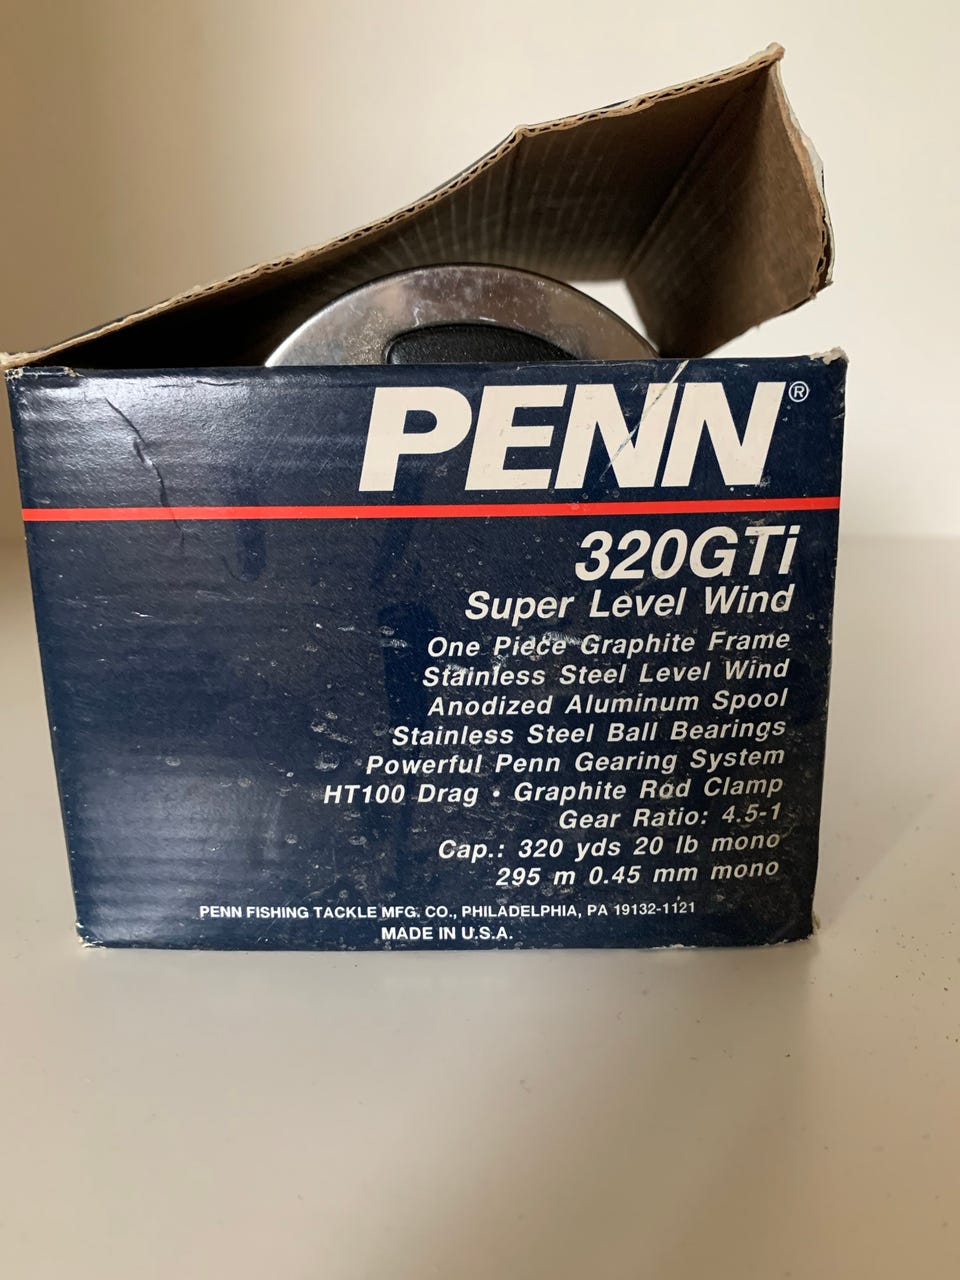 PENN®
320GTi
Super Level Wind
One Piece Graphite Frame
Stainless Steel Level Wind
Anodized Aluminum Spool
Stainless Steel Ball Bearings
Powerful Penn Gearing System
HT100 Drag • Graphite Rod Clamp
Gear Ratio: 4.5-1
Cap.: 320 yds 20 lb mono
295 m 0.45 mm mono
PENN FISHING TACKLE MFG. CO., PHILADELPHIA, PA 19132-1121
MADE IN U.S.A.